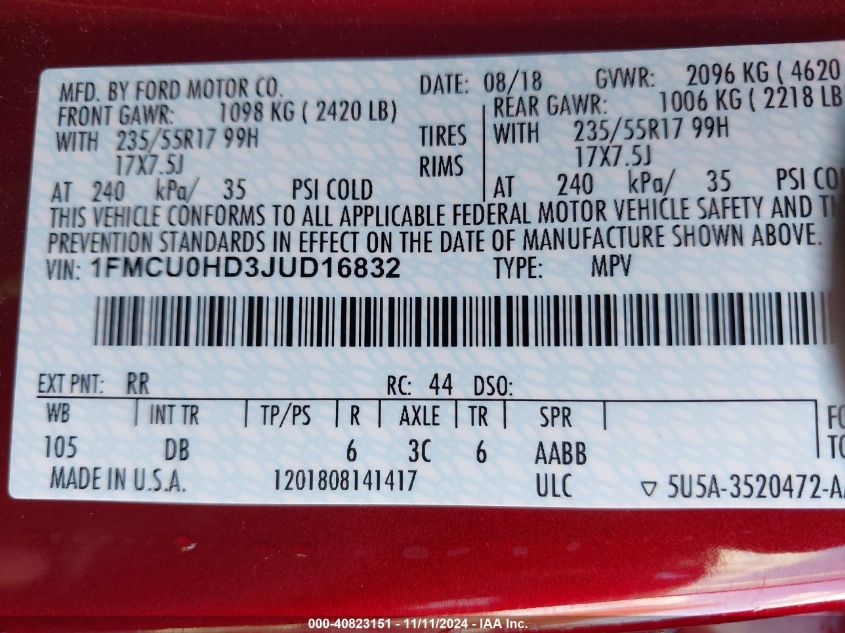 MFD. BY FORD MOTOR CO. DATE: 08/18 GVWR: 2096 KG ( 4620
FRONT GAWR: 1098 KG ( 2420 LB) REAR GAWR: 1006 KG ( 2218 LB
WITH 235/55R17 99H TIRES WITH 235/55R17 99H
17X7.5J RIMS 17X7.5J
AT 240 kPa/ 35 PSI COLD AT 240 kPa/ 35 PSI
THIS VEHICLE CONFORMS TO ALL APPLICABLE FEDERAL MOTOR VEHICLE SAFETY AND
PREVENTION STANDARDS IN EFFECT ON THE DATE OF MANUFACTURE SHOWN ABOVE.
VIN: 1FMCU0HD3JUD16832 TYPE: MPV
EXT PNT: RR RC: 44 DSO:
WB INT TR TP/PS R AXLE TR SPR
105 DB 6 3C 6 AABB
MADE IN U.S.A. 1201808141417 ULC ▽ 5U5A-3520472-A
000-40823151 - 11/11/2024 - IAA Inc.